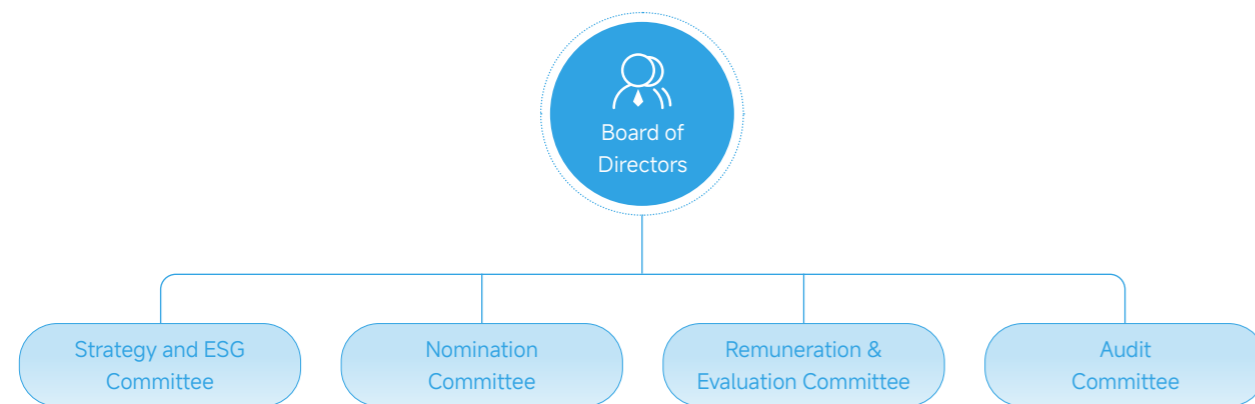 Board of
Directors
Strategy and ESG
Committee
Nomination
Committee
Remuneration &
Evaluation Committee
Audit
Committee